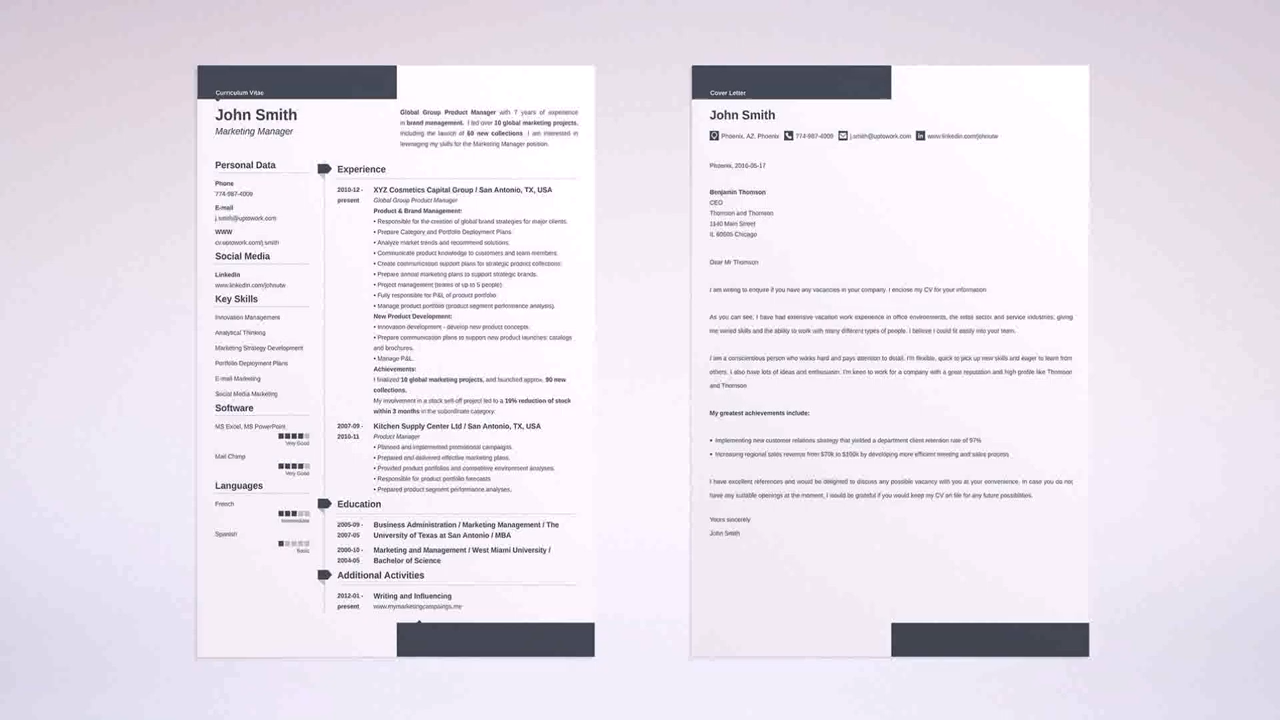 Curriculum Vitae
John Smith
Marketing Manager
Global Group Product Manager with 7 years of experience
in brand management. I led over 10 global marketing projects,
including the launch of 50 new collections. I am interested in
leveraging my skills for the Marketing Manager position.
Personal Data
Phone
774-987-4009
E-mail
j.smith@uptowork.com
WWW
cv.uptowork.com/j.smith
Social Media
LinkedIn
www.linkedin.com/johnutw
Key Skills
Innovation Management
Analytical Thinking
Marketing Strategy Development
Portfolio Deployment Plans
E-mail Marketing
Social Media Marketing
Software
MS Excel, MS PowerPoint
Very Good
Mail Chimp
Very Good
Languages
French
Intermediate
Spanish
Basic
Experience
2010-12 -
present
XYZ Cosmetics Capital Group / San Antonio, TX, USA
Global Group Product Manager
Product & Brand Management:
• Responsible for the creation of global brand strategies for major clients.
• Prepare Category and Portfolio Deployment Plans.
• Analyze market trends and recommend solutions.
• Communicate product knowledge to customers and team members.
• Create communication support plans for strategic product collections.
• Prepare annual marketing plans to support strategic brands.
• Project management (teams of up to 5 people).
• Fully responsible for P&L of product portfolio.
• Manage product portfolio (product segment performance analysis).
New Product Development:
• Innovation development - develop new product concepts.
• Prepare communication plans to support new product launches: catalogs
and brochures.
• Manage P&L.
Achievements:
I finalized 10 global marketing projects, and launched approx. 90 new
collections.
My involvement in a stock sell-off project led to a 19% reduction of stock
within 3 months in the subordinate category.
2007-09 -
2010-11
Kitchen Supply Center Ltd / San Antonio, TX, USA
Product Manager
• Planned and implemented promotional campaigns.
• Prepared and delivered effective marketing plans.
• Provided product portfolios and competitive environment analyses.
• Responsible for product portfolio forecasts
• Prepared product segment performance analyses.
Education
2005-09 -
2007-05
Business Administration / Marketing Management / The
University of Texas at San Antonio / MBA
2000-10 -
2004-05
Marketing and Management / West Miami University /
Bachelor of Science
Additional Activities
2012-01 -
present
Writing and Influencing
www.mymarketingcampaings.me
Cover Letter
John Smith
Phoenix, AZ, Phoenix 774-987-4009 j.smith@uptowork.com www.linkedin.com/johnutw
Phoenix, 2016-05-17
Benjamin Thomson
CEO
Thomson and Thomson
1140 Main Street
IL 60605 Chicago
Dear Mr Thomson
I am writing to enquire if you have any vacancies in your company. I enclose my CV for your information
As you can see, I have had extensive vacation work experience in office environments, the retail sector and service industries, giving
me varied skills and the ability to work with many different types of people. I believe I could fit easily into your team.
I am a conscientious person who works hard and pays attention to detail. I'm flexible, quick to pick up new skills and eager to learn from
others. I also have lots of ideas and enthusiasm. I'm keen to work for a company with a great reputation and high profile like Thomson
and Thomson
My greatest achievements include:
• Implementing new customer relations strategy that yielded a department client retention rate of 97%
• Increasing regional sales revenue from $70k to $100k by developing more efficient meeting and sales process
I have excellent references and would be delighted to discuss any possible vacancy with you at your convenience. In case you do not
have any suitable openings at the moment, I would be grateful if you would keep my CV on file for any future possibilities.
Yours sincerely
John Smith